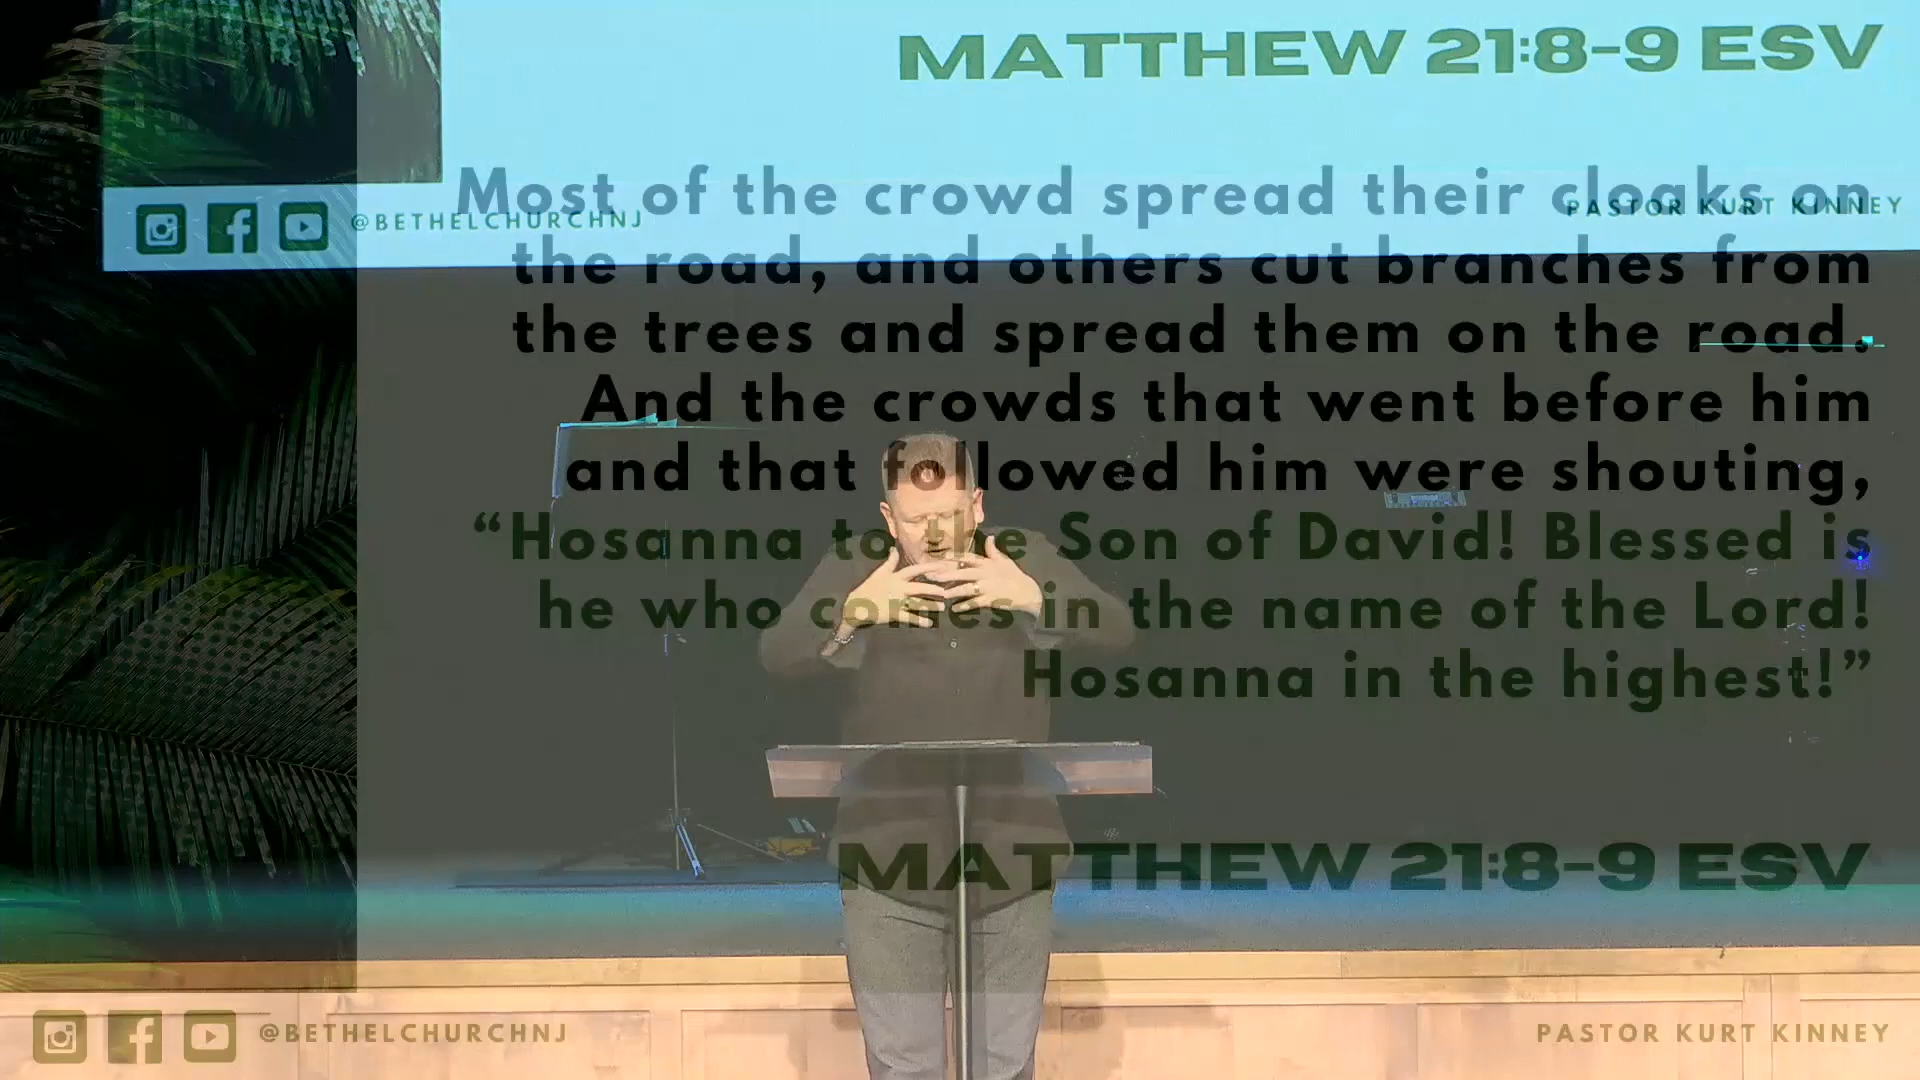 MATTHEW 21:8-9 ESV
Most of the crowd spread their cloaks on
@BETHELCHURCHNJ
PASTOR KURT KINNEY
the road, and others cut branches from
the trees and spread them on the road.
And the crowds that went before him
and that followed him were shouting,
“Hosanna to the Son of David! Blessed is
he who comes in the name of the Lord!
Hosanna in the highest!”
MATTHEW 21:8-9 ESV
@BETHELCHURCHNJ
PASTOR KURT KINNEY